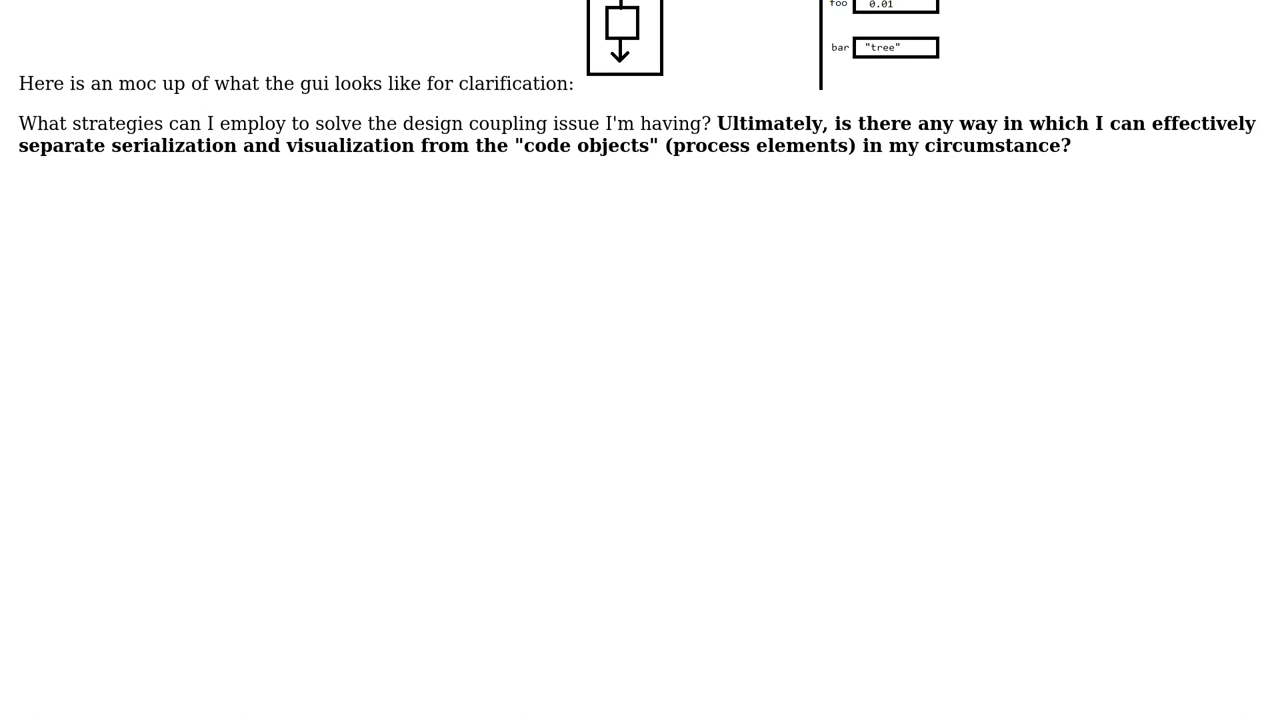 foo 0.01
bar "tree"
Here is an moc up of what the gui looks like for clarification:
What strategies can I employ to solve the design coupling issue I'm having? Ultimately, is there any way in which I can effectively
separate serialization and visualization from the "code objects" (process elements) in my circumstance?